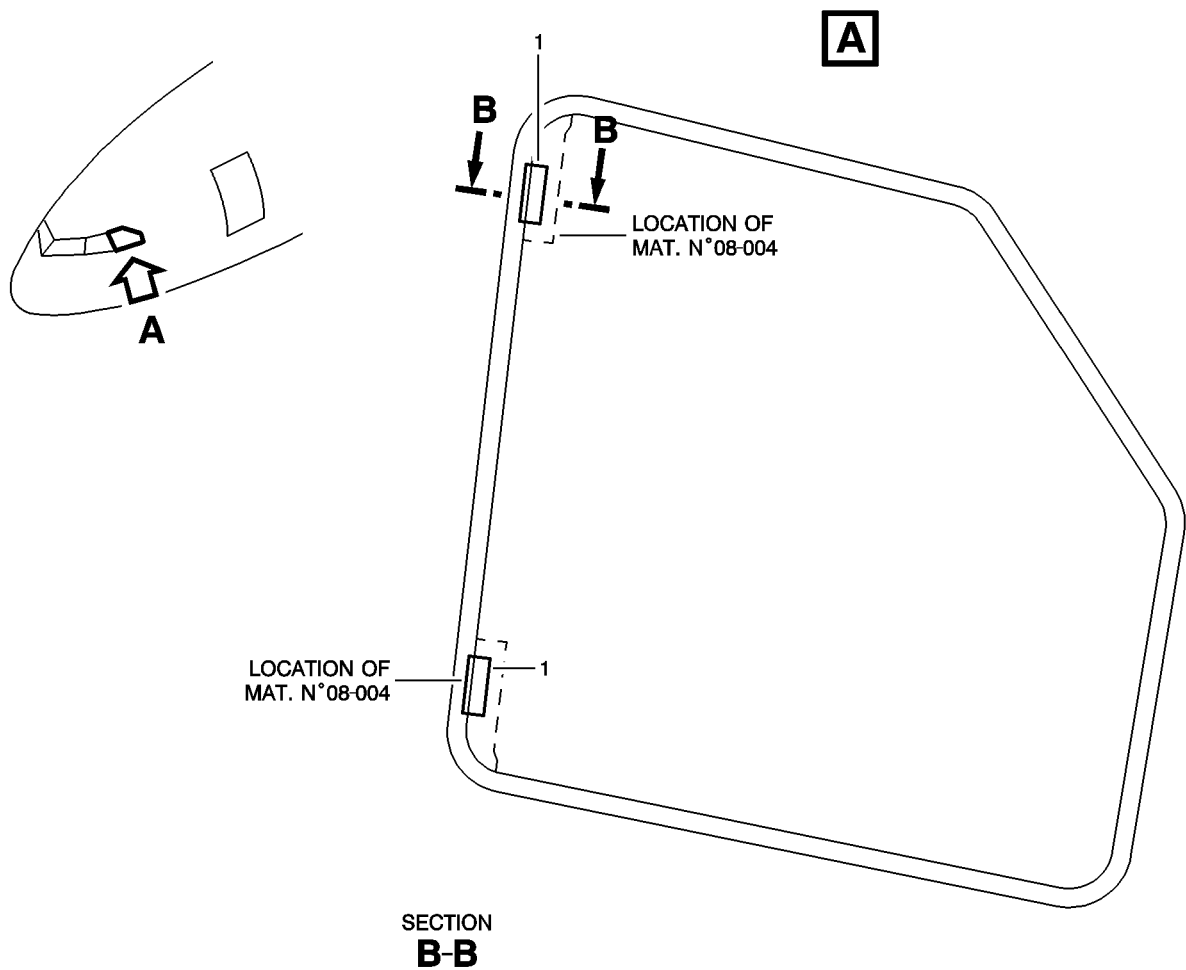 A
1
B
B
LOCATION OF
MAT. N°08-004
A
LOCATION OF
MAT. N°08-004
1
SECTION
B-B